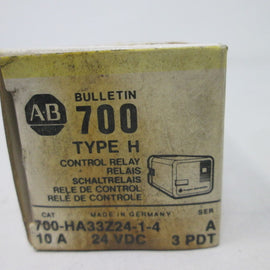 A-B
BULLETIN
700
TYPE H
CONTROL RELAY
RELAIS
SCHALTRELAIS
RELE DE CONTROL
RELÉ DE CONTROLE
CAT MADE IN GERMANY SER
700-HA33Z24-1-4 A
10 A 24 VDC 3 PDT